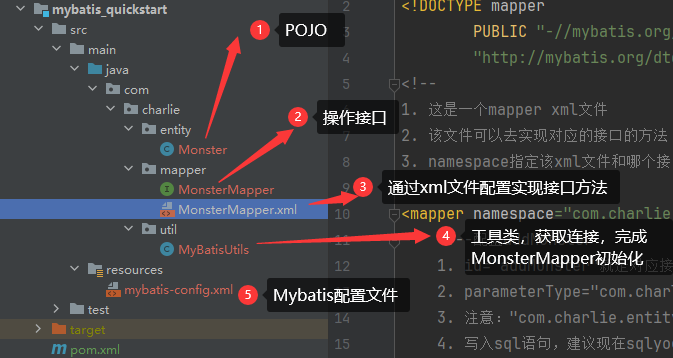 mybatis_quickstart
src
main
java
com
charlie
entity
Monster
mapper
MonsterMapper
MonsterMapper.xml
util
MyBatisUtils
resources
mybatis-config.xml
test
target
pom.xml
1 POJO
2 操作接口
3 通过xml文件配置实现接口方法
4 工具类，获取连接，完成
MonsterMapper初始化
5 Mybatis配置文件
2 <!DOCTYPE mapper
3 PUBLIC "-//mybatis.org/
4 "http://mybatis.org/dt
5 <!--
6 1. 这是一个mapper xml文件
7 2. 该文件可以去实现对应的接口的方法
8 3. namespace指定该xml文件和哪个接
9
10 <mapper namespace="com.charlie.
11
12 就是对应接
13 2. parameterType="com.char
14 3. 注意："com.charlie.entit
15 4. 写入sql语句，建议现在sqlyo